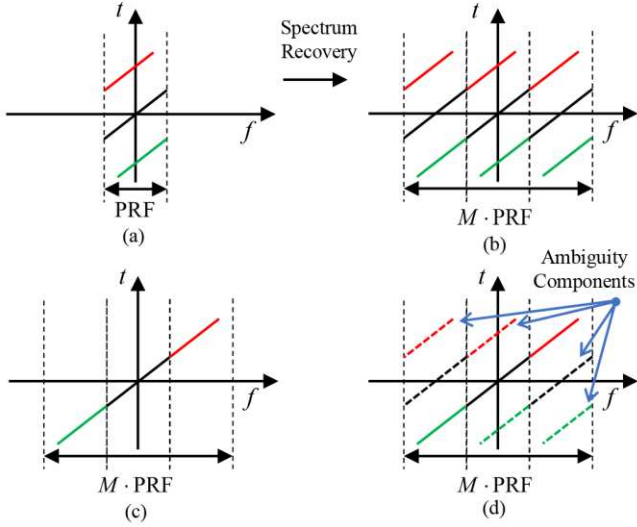 t
Spectrum
Recovery
t
f
f
PRF
M · PRF
(a)
(b)
t
t
Ambiguity
Components
f
f
M · PRF
M · PRF
(c)
(d)